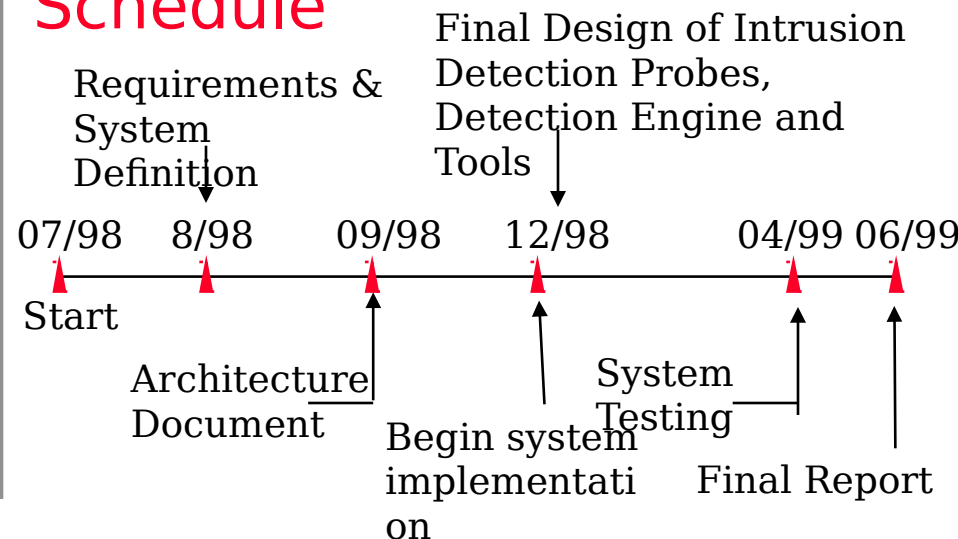 Schedule
Final Design of Intrusion
Detection Probes,
Detection Engine and
Tools
Requirements &
System
Definition
07/98 8/98 09/98 12/98 04/99 06/99
Start
Architecture
Document
Begin system
implementati
on
System
Testing
Final Report